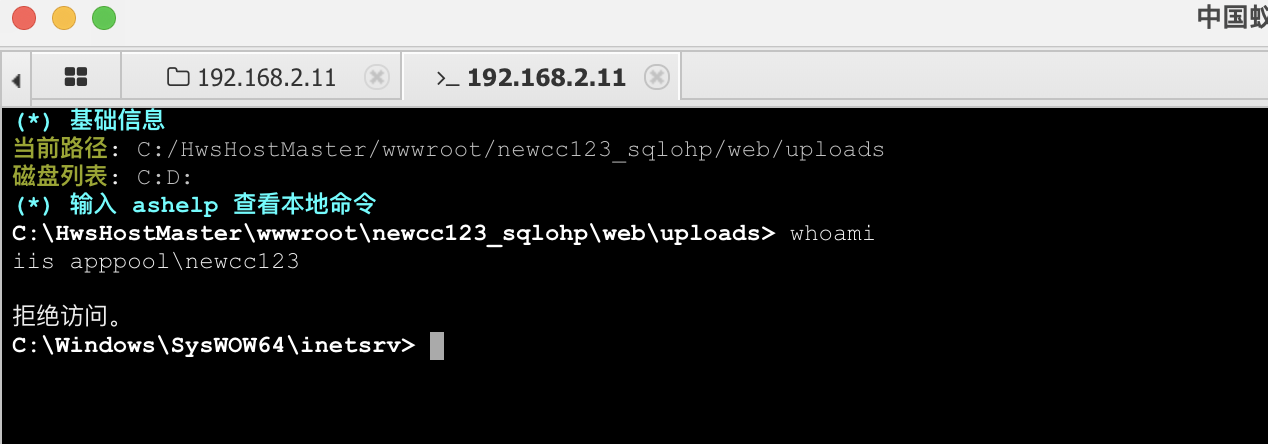 中国蚁
192.168.2.11
>_ 192.168.2.11
(*) 基础信息
当前路径: C:/HwsHostMaster/wwwroot/newcc123_sqlohp/web/uploads
磁盘列表: C:D:
(*) 输入 ashelp 查看本地命令
C:\HwsHostMaster\wwwroot\newcc123_sqlohp\web\uploads> whoami
iis apppool\newcc123
拒绝访问。
C:\Windows\SysWOW64\inetsrv>